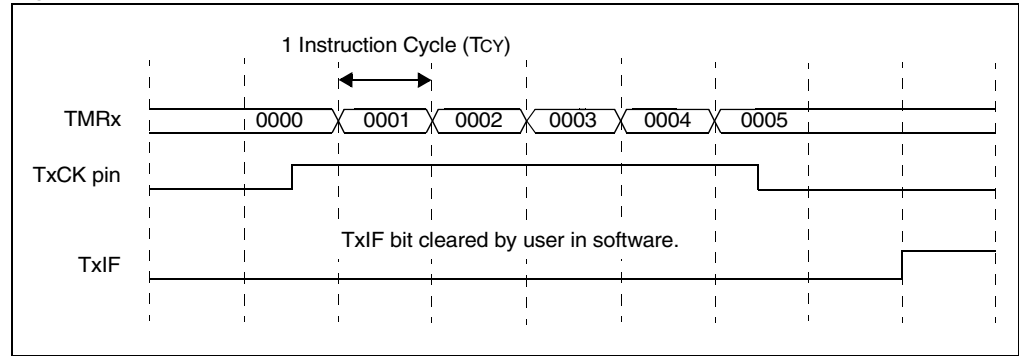 1 Instruction Cycle (TCY)
TMRx 0000 0001 0002 0003 0004 0005
TxCK pin
TxIF bit cleared by user in software.
TxIF